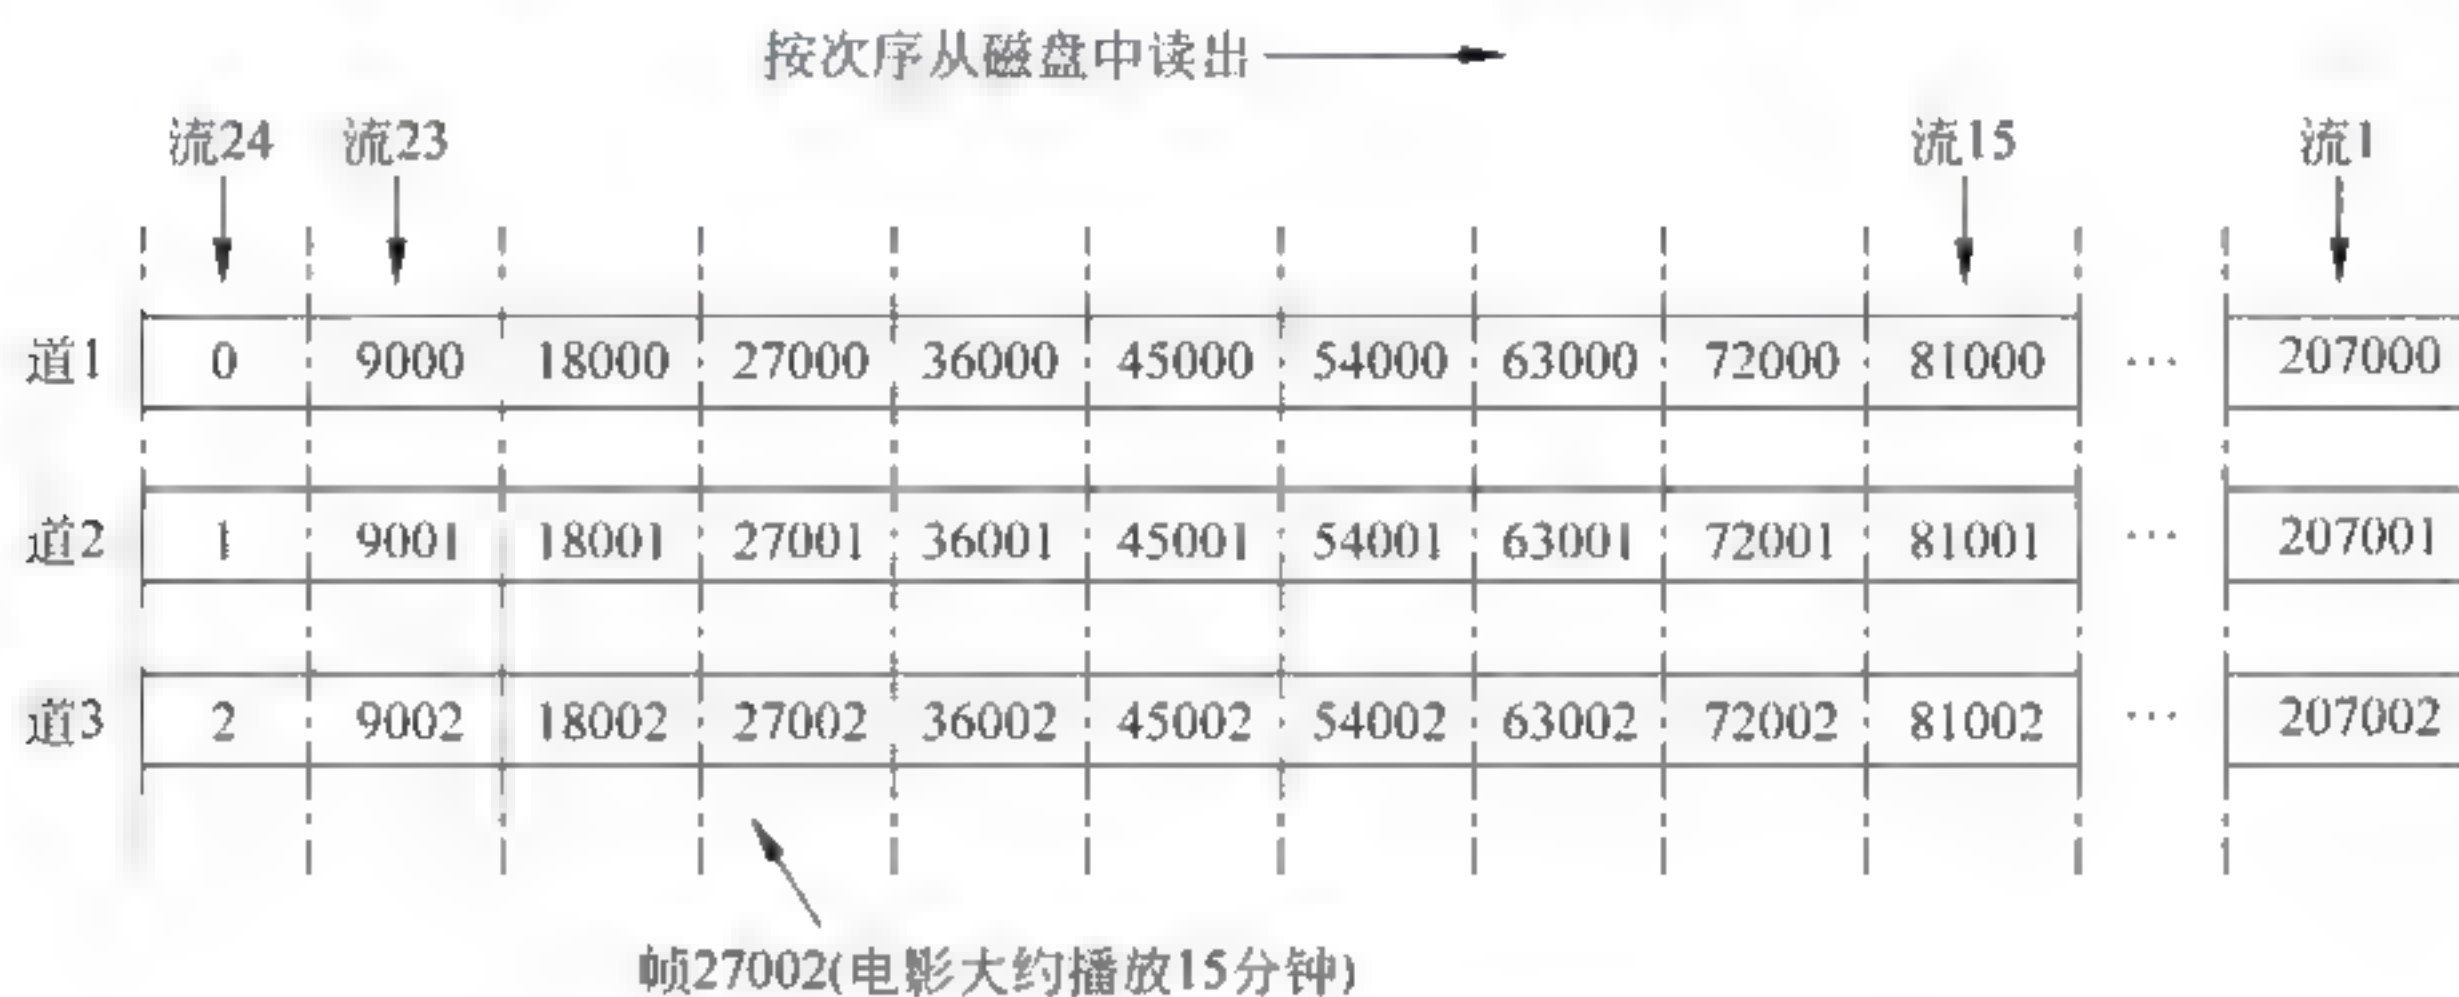 按次序从磁盘中读出
流24 流23 流15 流1
道1 0 9000 18000 27000 36000 45000 54000 63000 72000 81000 … 207000
道2 1 9001 18001 27001 36001 45001 54001 63001 72001 81001 … 207001
道3 2 9002 18002 27002 36002 45002 54002 63002 72002 81002 … 207002
帧27002(电影大约播放15分钟)